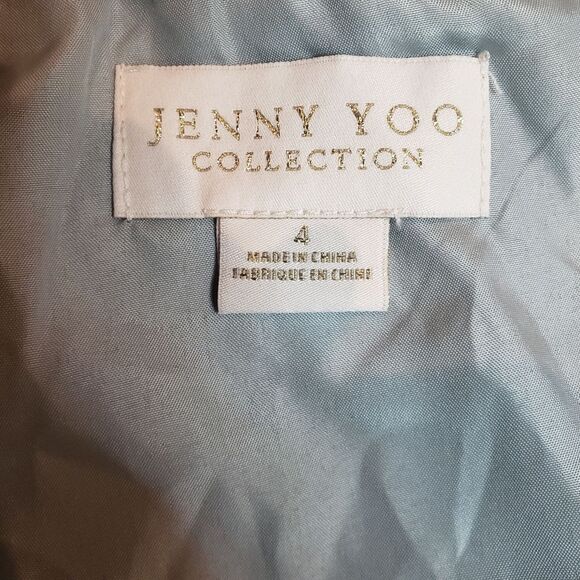 JENNY YOO
COLLECTION
4
MADE IN CHINA
FABRIQUE EN CHINE